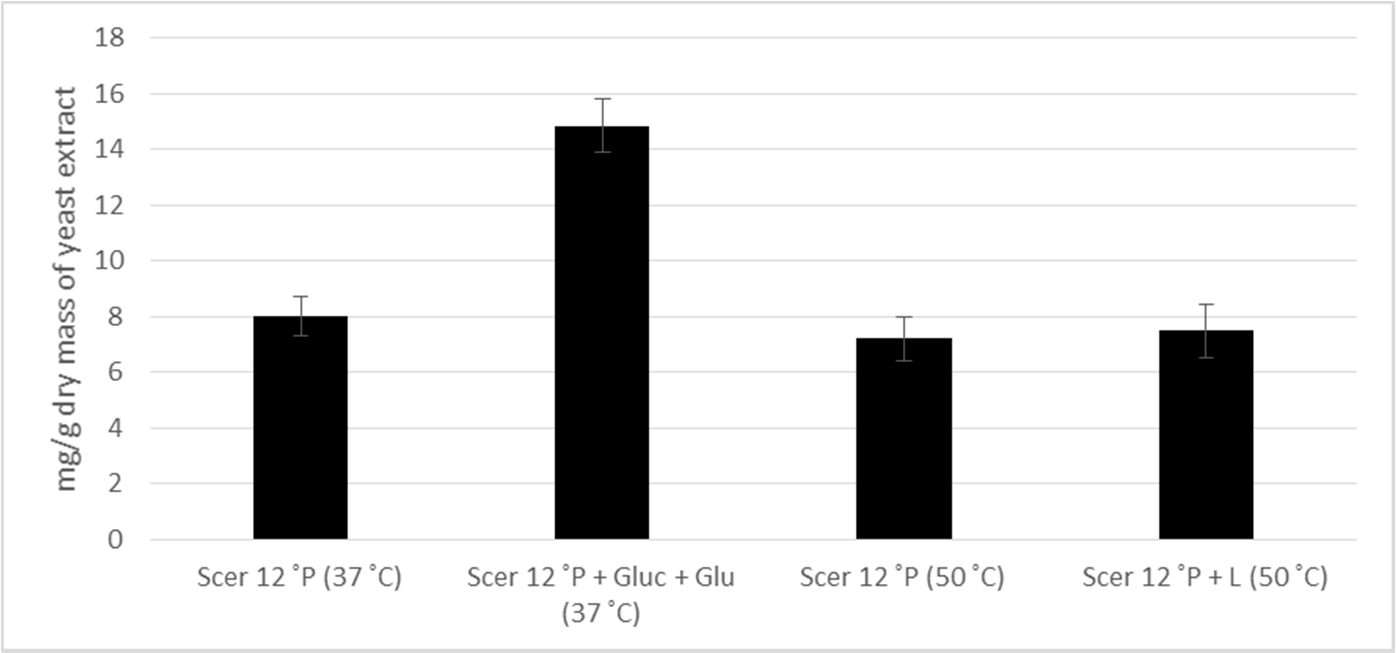 mg/g dry mass of yeast extract
18
16
14
12
10
8
6
4
2
0
Scer 12 ˚P (37 ˚C)
Scer 12 ˚P + Gluc + Glu
(37 ˚C)
Scer 12 ˚P (50 ˚C)
Scer 12 ˚P + L (50 ˚C)